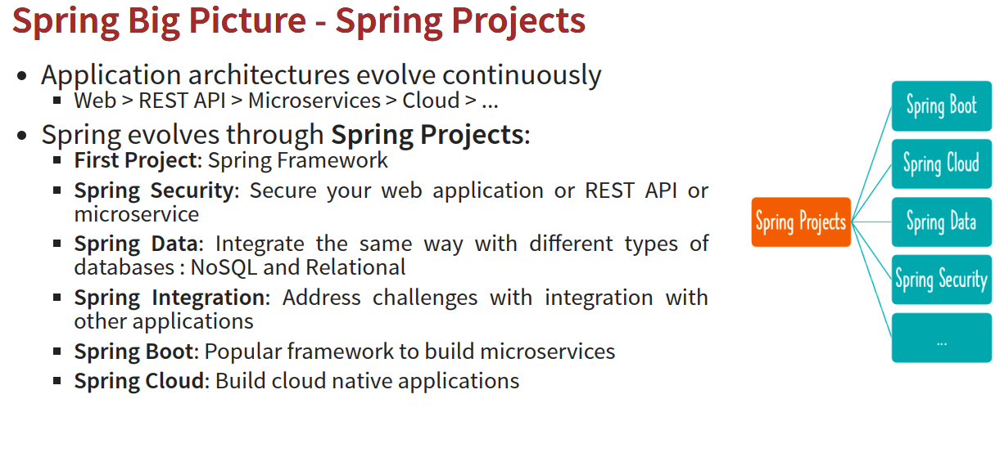 Spring Big Picture - Spring Projects
• Application architectures evolve continuously
▪ Web > REST API > Microservices > Cloud > ...
• Spring evolves through Spring Projects:
▪ First Project: Spring Framework
▪ Spring Security: Secure your web application or REST API or
microservice
▪ Spring Data: Integrate the same way with different types of
databases : NoSQL and Relational
▪ Spring Integration: Address challenges with integration with
other applications
▪ Spring Boot: Popular framework to build microservices
▪ Spring Cloud: Build cloud native applications
Spring Projects
Spring Boot
Spring Cloud
Spring Data
Spring Security
...